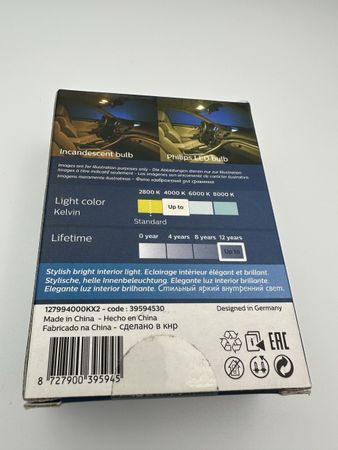 Incandescent bulb
Philips LED bulb
Images are for illustration purposes only - Die Abbildungen dienen nur zur Illustration
Images à titre indicatif seulement - Las imágenes son únicamente de carácter ilustrativo
Imagens meramente ilustrativas - Фото изображений для сравнения
2800 K 4000 K 6000 K 8000 K
Light color
Kelvin
Up to
Standard
0 year 4 years 8 years 12 years
Lifetime
Up to
Stylish bright interior light. Eclairage intérieur élégant et brillant.
Stylische, helle Innenbeleuchtung. Elegante luz interior brillante.
Elegante luz interior brilhante. Стильный яркий внутренний свет.
127994000KX2 - code : 39594530
Made in China - Hecho en China
Fabricado na China - сделано в кнр
Designed in Germany
EAC
8 727900 395945